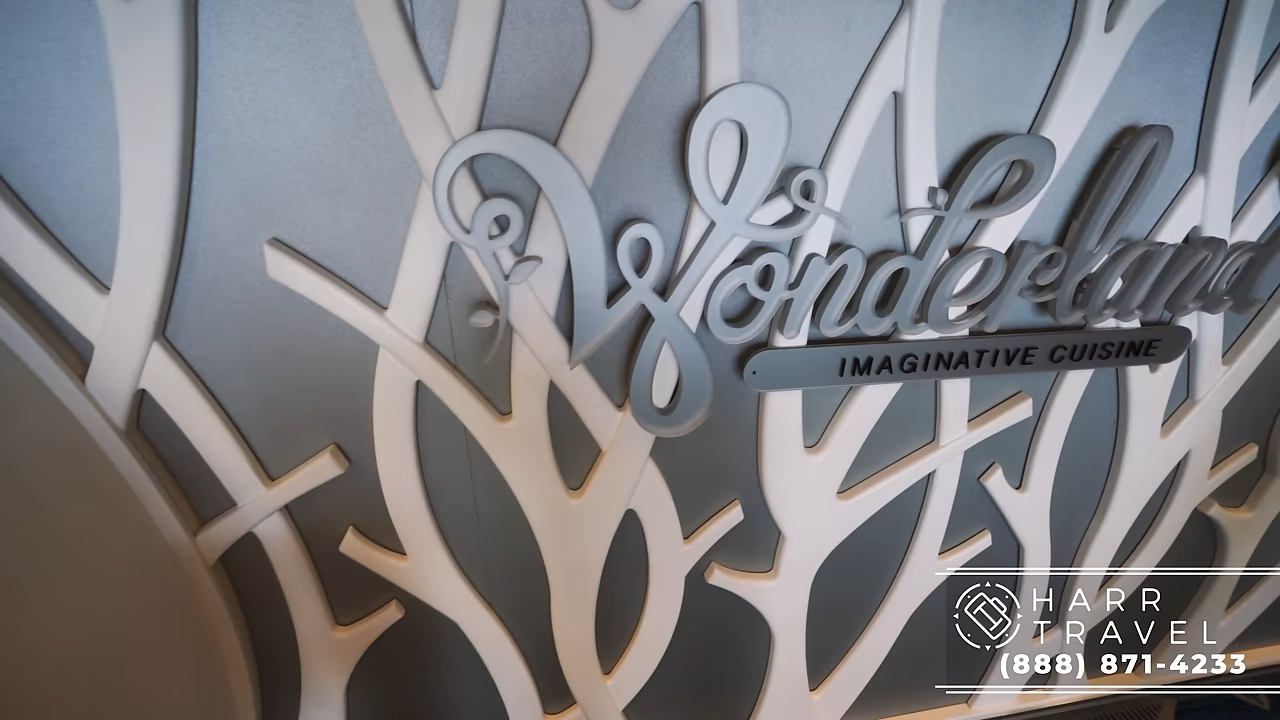 Wonderland
IMAGINATIVE CUISINE
HARR
TRAVEL
(888) 871-4233